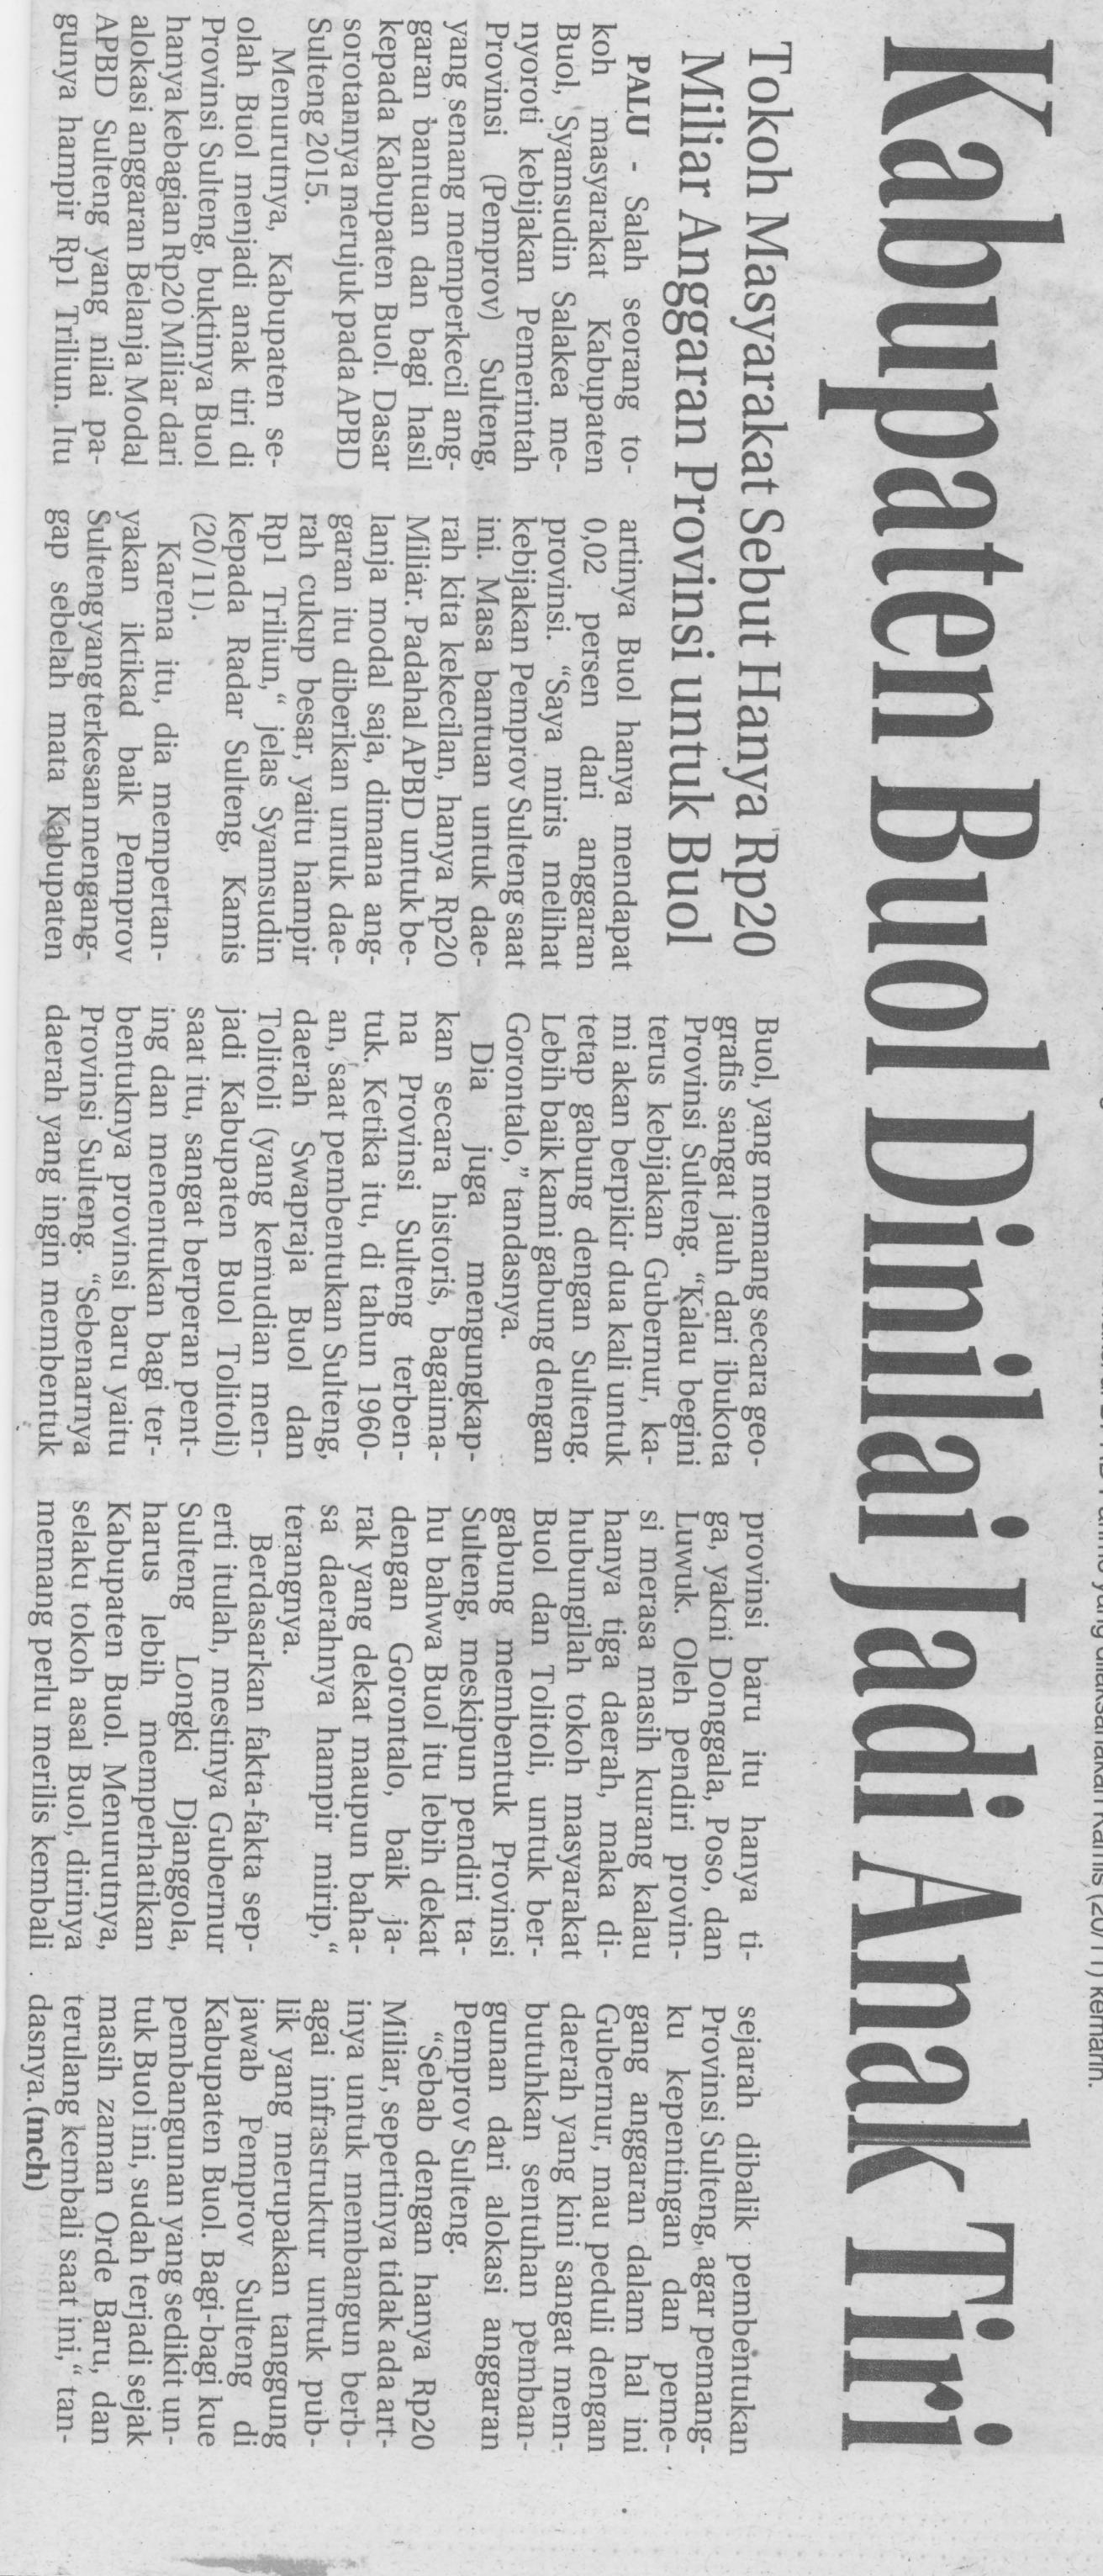 Kabupaten Buol Dinilai Jadi Anak Tiri
Tokoh Masyarakat Sebut Hanya Rp20
Miliar Anggaran Provinsi untuk Buol
PALU - Salah seorang to-
koh masyarakat Kabupaten
Buol, Syamsudin Salakea me-
nyoroti kebijakan Pemerintah
Provinsi (Pemprov) Sulteng,
yang senang memperkecil ang-
garan bantuan dan bagi hasil
kepada Kabupaten Buol. Dasar
sorotannya merujuk pada APBD
Sulteng 2015.
Menurutnya, Kabupaten se-
olah Buol menjadi anak tiri di
Provinsi Sulteng, buktinya Buol
hanya kebagian Rp20 Miliar dari
alokasi anggaran Belanja Modal
APBD Sulteng yang nilai pa-
gunya hampir Rp1 Triliun. Itu
artinya Buol hanya mendapat
0,02 persen dari anggaran
provinsi. “Saya miris melihat
kebijakan Pemprov Sulteng saat
ini. Masa bantuan untuk dae-
rah kita kekecilan, hanya Rp20
Miliar. Padahal APBD untuk be-
lanja modal saja, dimana ang-
garan itu diberikan untuk dae-
rah cukup besar, yaitu hampir
Rp1 Triliun,“ jelas Syamsudin
kepada Radar Sulteng, Kamis
(20/11).
Karena itu, dia mempertan-
yakan iktikad baik Pemprov
Sulteng yang terkesan mengang-
gap sebelah mata Kabupaten
Buol, yang memang secara geo-
grafis sangat jauh dari ibukota
Provinsi Sulteng. “Kalau begini
terus kebijakan Gubernur, ka-
mi akan berpikir dua kali untuk
tetap gabung dengan Sulteng.
Lebih baik kami gabung dengan
Gorontalo,” tandasnya.
Dia juga mengungkap-
kan secara historis, bagaima-
na Provinsi Sulteng terben-
tuk. Ketika itu, di tahun 1960-
an, saat pembentukan Sulteng,
daerah Swapraja Buol dan
Tolitoli (yang kemudian men-
jadi Kabupaten Buol Tolitoli)
saat itu, sangat berperan pent-
ing dan menentukan bagi ter-
bentuknya provinsi baru yaitu
Provinsi Sulteng. “Sebenarnya
daerah yang ingin membentuk
provinsi baru itu hanya ti-
ga, yakni Donggala, Poso, dan
Luwuk. Oleh pendiri provin-
si merasa masih kurang kalau
hanya tiga daerah, maka di-
hubungilah tokoh masyarakat
Buol dan Tolitoli, untuk ber-
gabung membentuk Provinsi
Sulteng, meskipun pendiri ta-
hu bahwa Buol itu lebih dekat
dengan Gorontalo, baik ja-
rak yang dekat maupun baha-
sa daerahnya hampir mirip,“
terangnya.
Berdasarkan fakta-fakta sep-
erti itulah, mestinya Gubernur
Sulteng Longki Djanggola,
harus lebih memperhatikan
Kabupaten Buol. Menurutnya,
selaku tokoh asal Buol, dirinya
memang perlu merilis kembali
sejarah dibalik pembentukan
Provinsi Sulteng, agar pemang-
ku kepentingan dan peme-
gang anggaran dalam hal ini
Gubernur, mau peduli dengan
daerah yang kini sangat mem-
butuhkan sentuhan pemban-
gunan dari alokasi anggaran
Pemprov Sulteng.
“Sebab dengan hanya Rp20
Miliar, sepertinya tidak ada art-
inya untuk membangun berb-
agai infrastruktur untuk pub-
lik yang merupakan tanggung
jawab Pemprov Sulteng di
Kabupaten Buol. Bagi-bagi kue
pembangunan yang sedikit un-
tuk Buol ini, sudah terjadi sejak
masih zaman Orde Baru, dan
terulang kembali saat ini,“ tan-
dasnya.(mch)